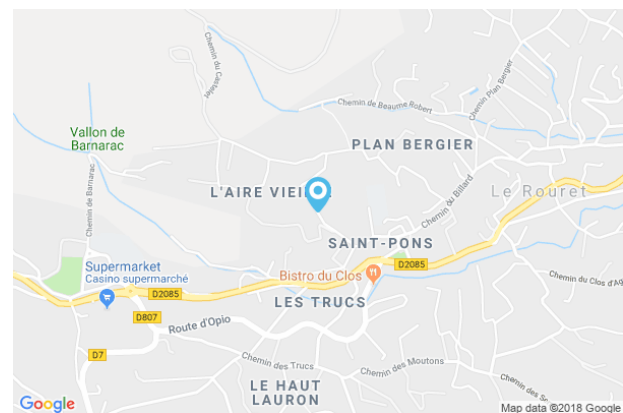 Chemin du Castellé
Chemin de Beaume Robert
Chemin Plan Bergier
Vallon de
Barnarac
PLAN BERGIER
L'AIRE VIEI
Le Rouret
Chemin de Barnarac
Chemin du Billard
SAINT-PONS
Supermarket
Casino supermarché
Bistro du Clos
D2085
Chemin du Clos d'A
D2085
LES TRUCS
D807
Route d'Opio
D7
Chemin des Trucs
Chemin des Moutons
LE HAUT
LAURON
Chemin des
Google
Map data ©2018 Google